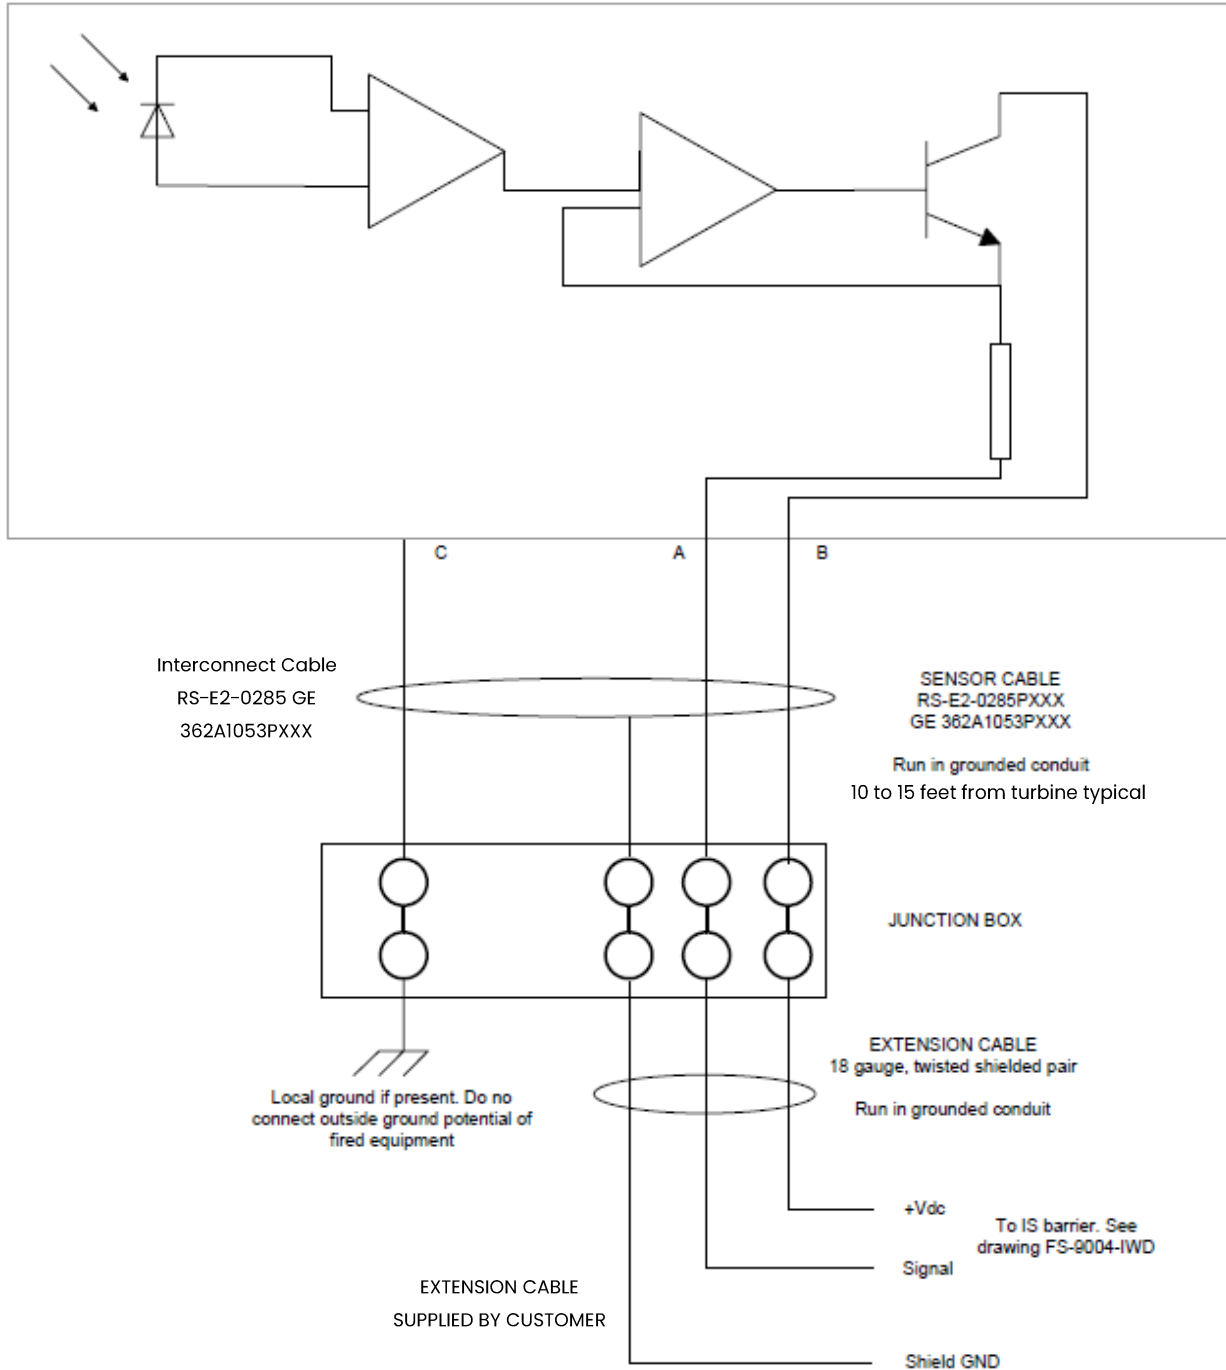 C
A
B
Interconnect Cable
RS-E2-0285 GE
362A1053PXXX
SENSOR CABLE
RS-E2-0285PXXX
GE 362A1053PXXX
Run in grounded conduit
10 to 15 feet from turbine typical
JUNCTION BOX
EXTENSION CABLE
18 gauge, twisted shielded pair
Run in grounded conduit
Local ground if present. Do no
connect outside ground potential of
fired equipment
+Vdc
To IS barrier. See
drawing FS-9004-IWD
Signal
EXTENSION CABLE
SUPPLIED BY CUSTOMER
Shield GND